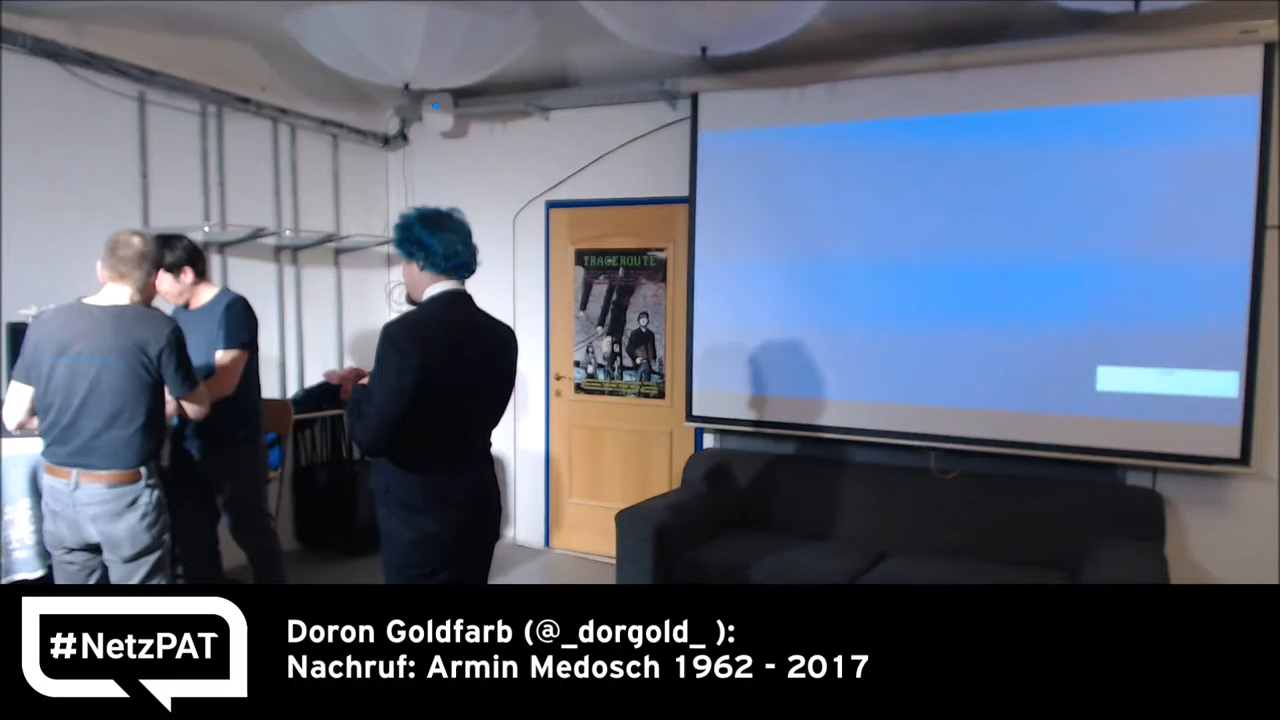 TRACEROUTE
#NetzPAT
Doron Goldfarb (@_dorgold_ ):
Nachruf: Armin Medosch 1962 - 2017